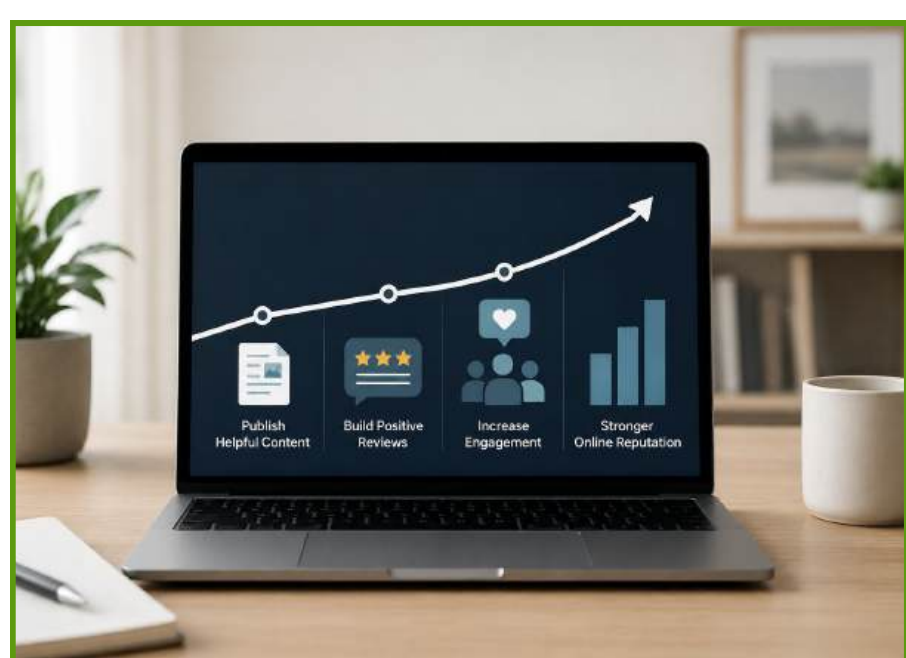 Publish
Helpful Content
Build Positive
Reviews
Increase
Engagement
Stronger
Online Reputation